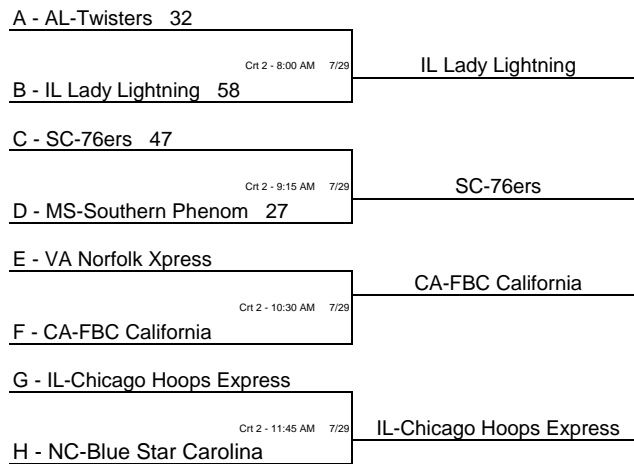 A - AL-Twisters 32
Crt 2 - 8:00 AM 7/29
IL Lady Lightning
B - IL Lady Lightning 58
C - SC-76ers 47
Crt 2 - 9:15 AM 7/29
SC-76ers
D - MS-Southern Phenom 27
E - VA Norfolk Xpress
CA-FBC California
Crt 2 - 10:30 AM 7/29
F - CA-FBC California
G - IL-Chicago Hoops Express
Crt 2 - 11:45 AM 7/29
IL-Chicago Hoops Express
H - NC-Blue Star Carolina